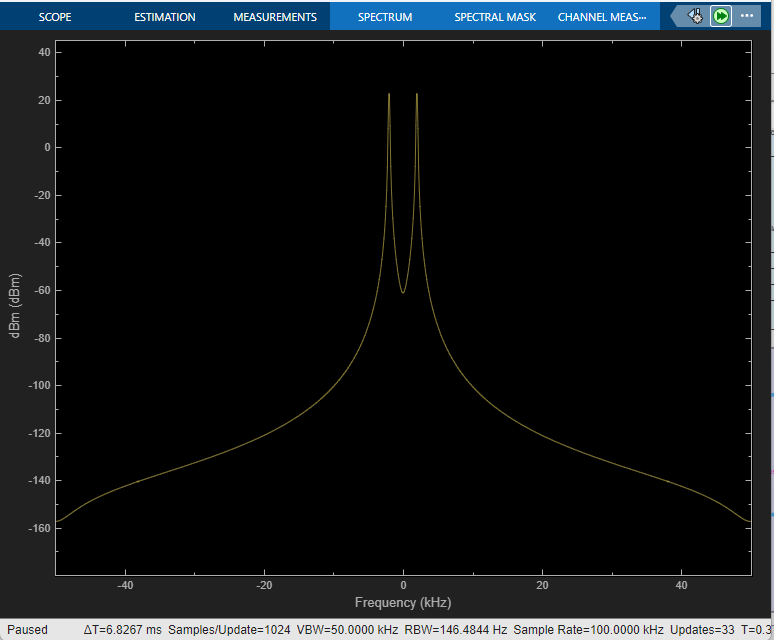 SCOPE ESTIMATION MEASUREMENTS SPECTRUM SPECTRAL MASK CHANNEL MEAS...
40
20
0
-20
-40
-60
-80
-100
-120
-140
-160
dBm (dBm)
-40 -20 0 20 40
Frequency (kHz)
Paused ΔT=6.8267 ms Samples/Update=1024 VBW=50.0000 kHz RBW=146.4844 Hz Sample Rate=100.0000 kHz Updates=33 T=0.3